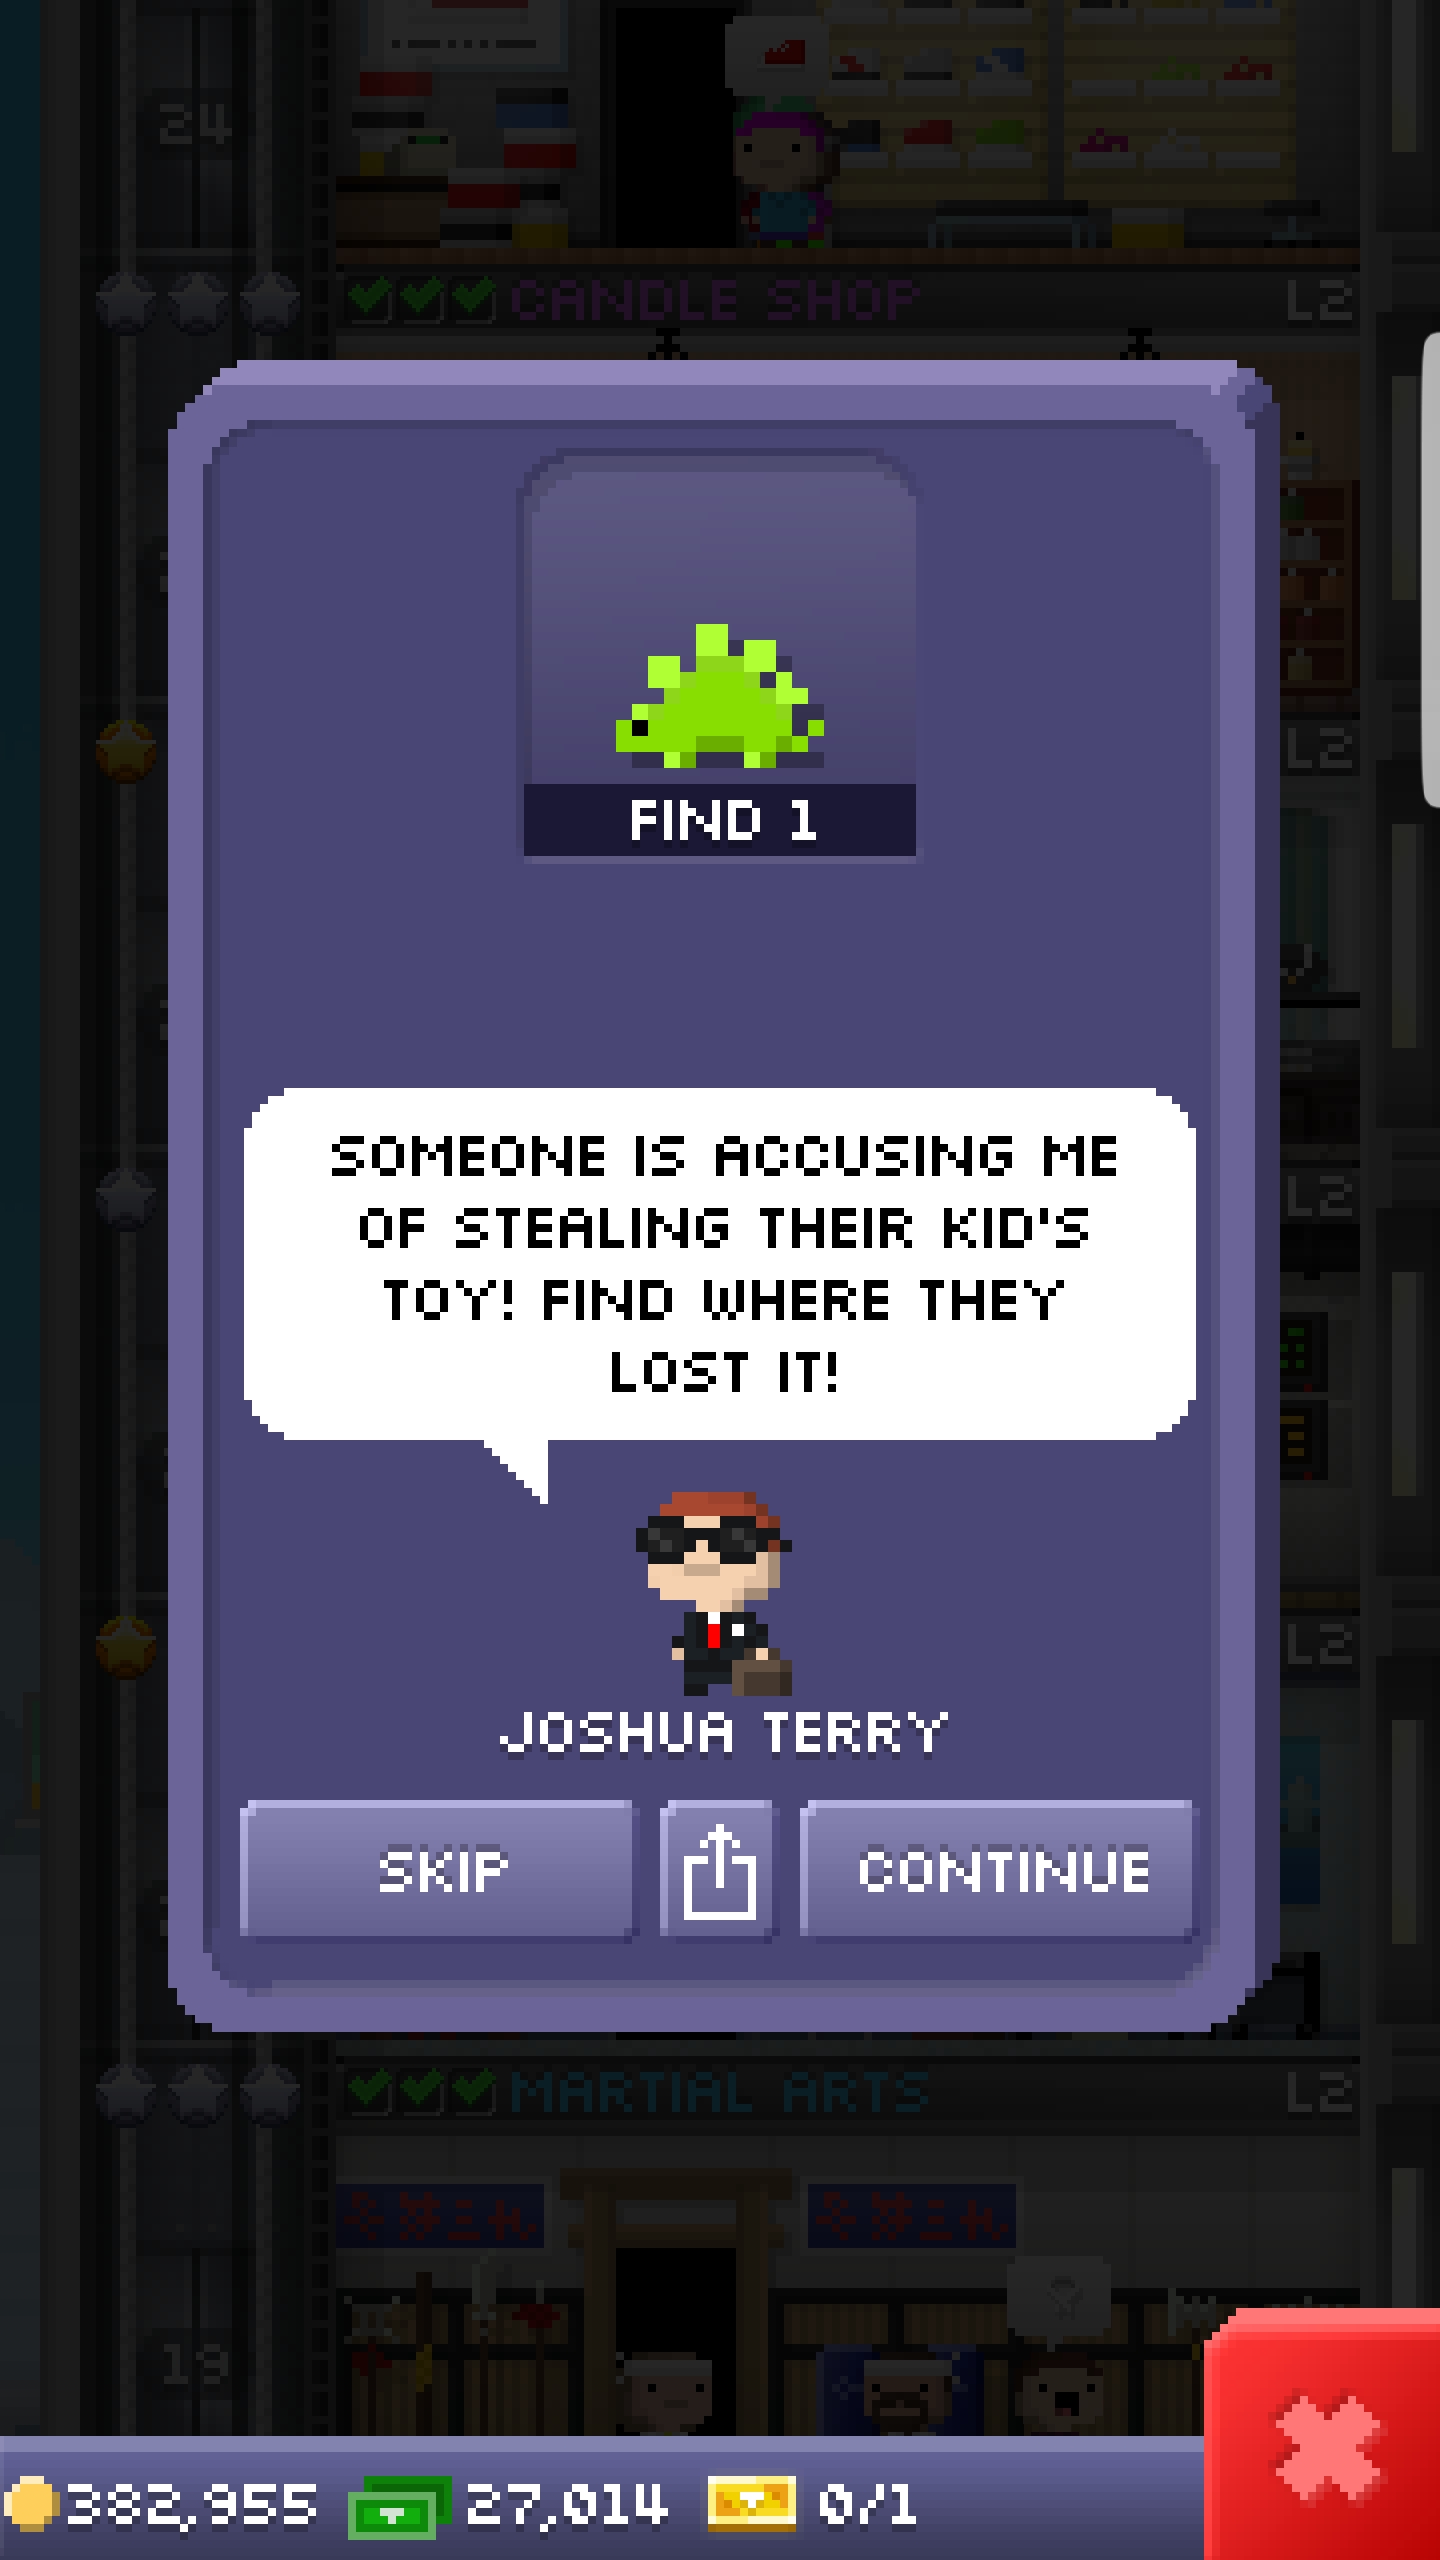 24
CANDLE SHOP L2
L2
FIND 1
SOMEONE IS ACCUSING ME
OF STEALING THEIR KID'S
TOY! FIND WHERE THEY
LOST IT!
L2
L2
JOSHUA TERRY
SKIP
CONTINUE
MARTIAL ARTS L2
19
382,955 27,014 0/1